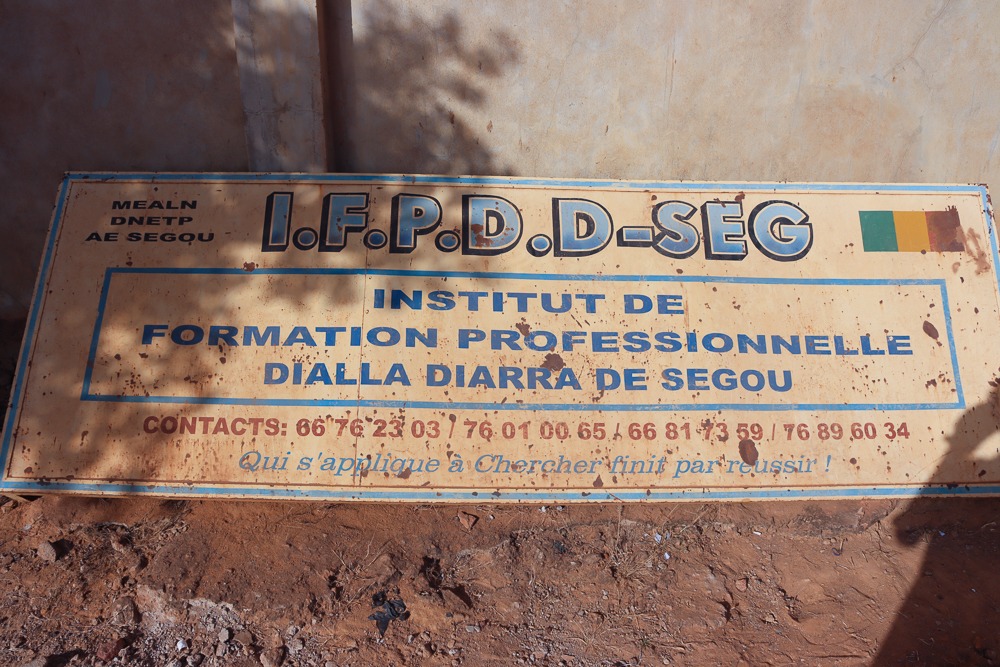 MEALN
DNETP
AE SEGOU
I.F.P.D.D-SEG
INSTITUT DE
FORMATION PROFESSIONNELLE
DIALLA DIARRA DE SEGOU
CONTACTS: 66 76 23 03 / 76 01 00 65 / 66 81 73 59 / 76 89 60 34
Qui s'applique à Chercher finit par reussir !